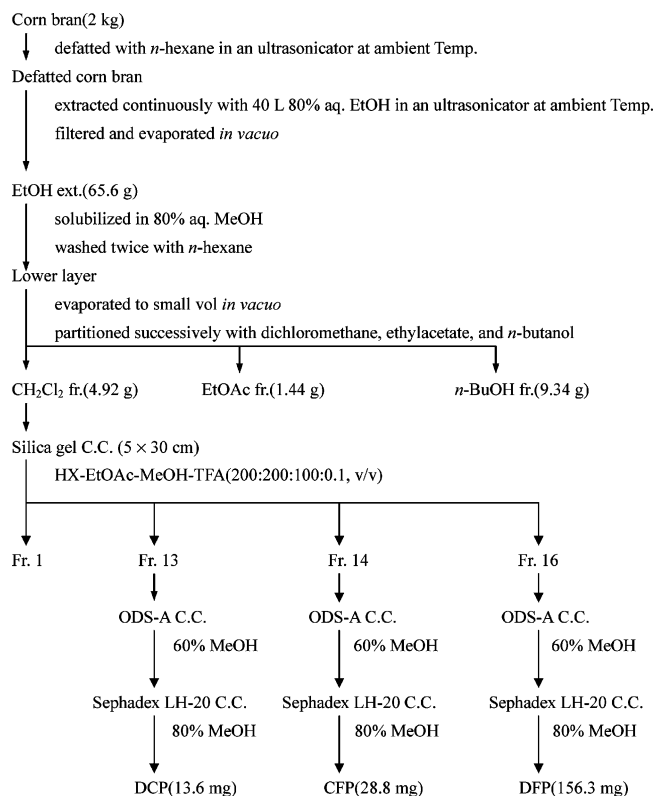 Corn bran(2 kg)
defatted with n-hexane in an ultrasonicator at ambient Temp.
Defatted corn bran
extracted continuously with 40 L 80% aq. EtOH in an ultrasonicator at ambient Temp.
filtered and evaporated in vacuo
EtOH ext.(65.6 g)
solubilized in 80% aq. MeOH
washed twice with n-hexane
Lower layer
evaporated to small vol in vacuo
partitioned successively with dichloromethane, ethylacetate, and n-butanol
CH₂Cl₂ fr.(4.92 g) EtOAc fr.(1.44 g) n-BuOH fr.(9.34 g)
Silica gel C.C. (5 × 30 cm)
HX-EtOAc-MeOH-TFA(200:200:100:0.1, v/v)
Fr. 1 Fr. 13 Fr. 14 Fr. 16
ODS-A C.C. ODS-A C.C. ODS-A C.C.
60% MeOH 60% MeOH 60% MeOH
Sephadex LH-20 C.C. Sephadex LH-20 C.C. Sephadex LH-20 C.C.
80% MeOH 80% MeOH 80% MeOH
DCP(13.6 mg) CFP(28.8 mg) DFP(156.3 mg)